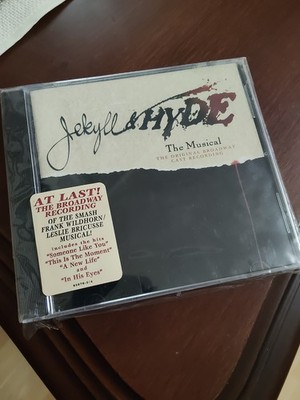 Jekyll & HYDE
The Musical
THE ORIGINAL BROADWAY
CAST RECORDING
AT LAST!
THE BROADWAY
RECORDING
OF THE SMASH
FRANK WILDHORN/
LESLIE BRICUSSE
MUSICAL!
includes the hits
"Someone Like You"
"This Is The Moment"
"A New Life"
and
"In His Eyes"